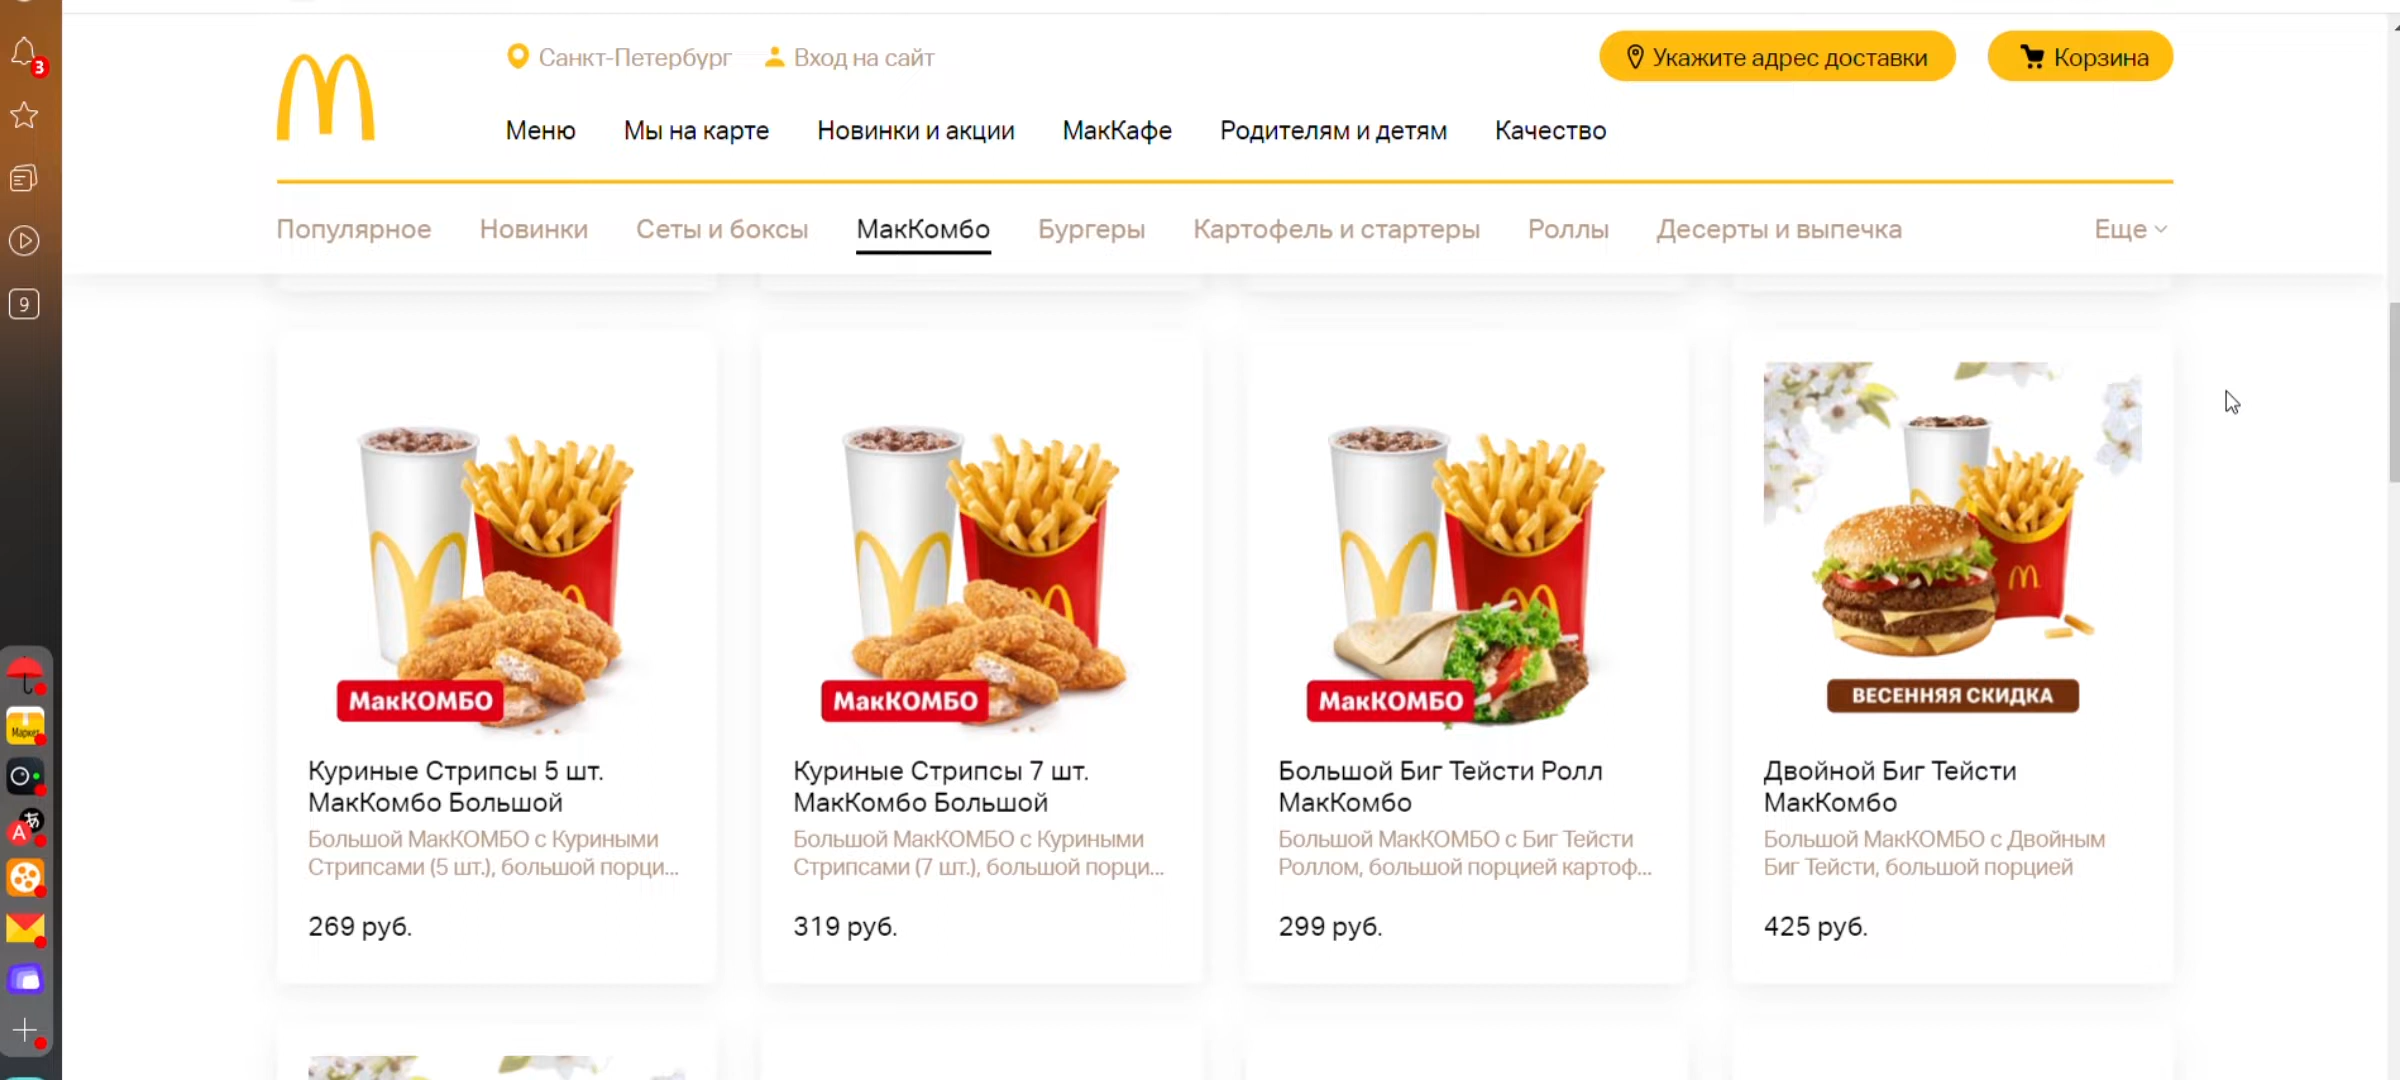 Санкт-Петербург
Вход на сайт
Укажите адрес доставки
Корзина
Меню
Мы на карте
Новинки и акции
МакКафе
Родителям и детям
Качество
Популярное
Новинки
Сеты и боксы
МакКомбо
Бургеры
Картофель и стартеры
Роллы
Десерты и выпечка
Еще
3
9
Маркет
A
あ
МакКОМБО
Куриные Стрипсы 5 шт.
МакКомбо Большой
Большой МакКОМБО с Куриными
Стрипсами (5 шт.), большой порци...
269 руб.
МакКОМБО
Куриные Стрипсы 7 шт.
МакКомбо Большой
Большой МакКОМБО с Куриными
Стрипсами (7 шт.), большой порци...
319 руб.
МакКОМБО
Большой Биг Тейсти Ролл
МакКомбо
Большой МакКОМБО с Биг Тейсти
Роллом, большой порцией картоф...
299 руб.
ВЕСЕННЯЯ СКИДКА
Двойной Биг Тейсти
МакКомбо
Большой МакКОМБО с Двойным
Биг Тейсти, большой порцией
425 руб.